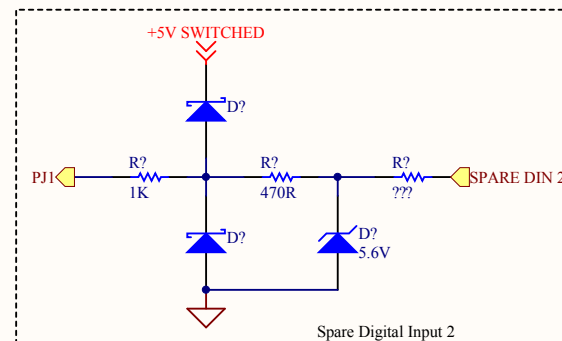 +5V SWITCHED
D?
PJ1
R?
1K
R?
470R
R?
???
SPARE DIN 2
D?
D?
5.6V
Spare Digital Input 2